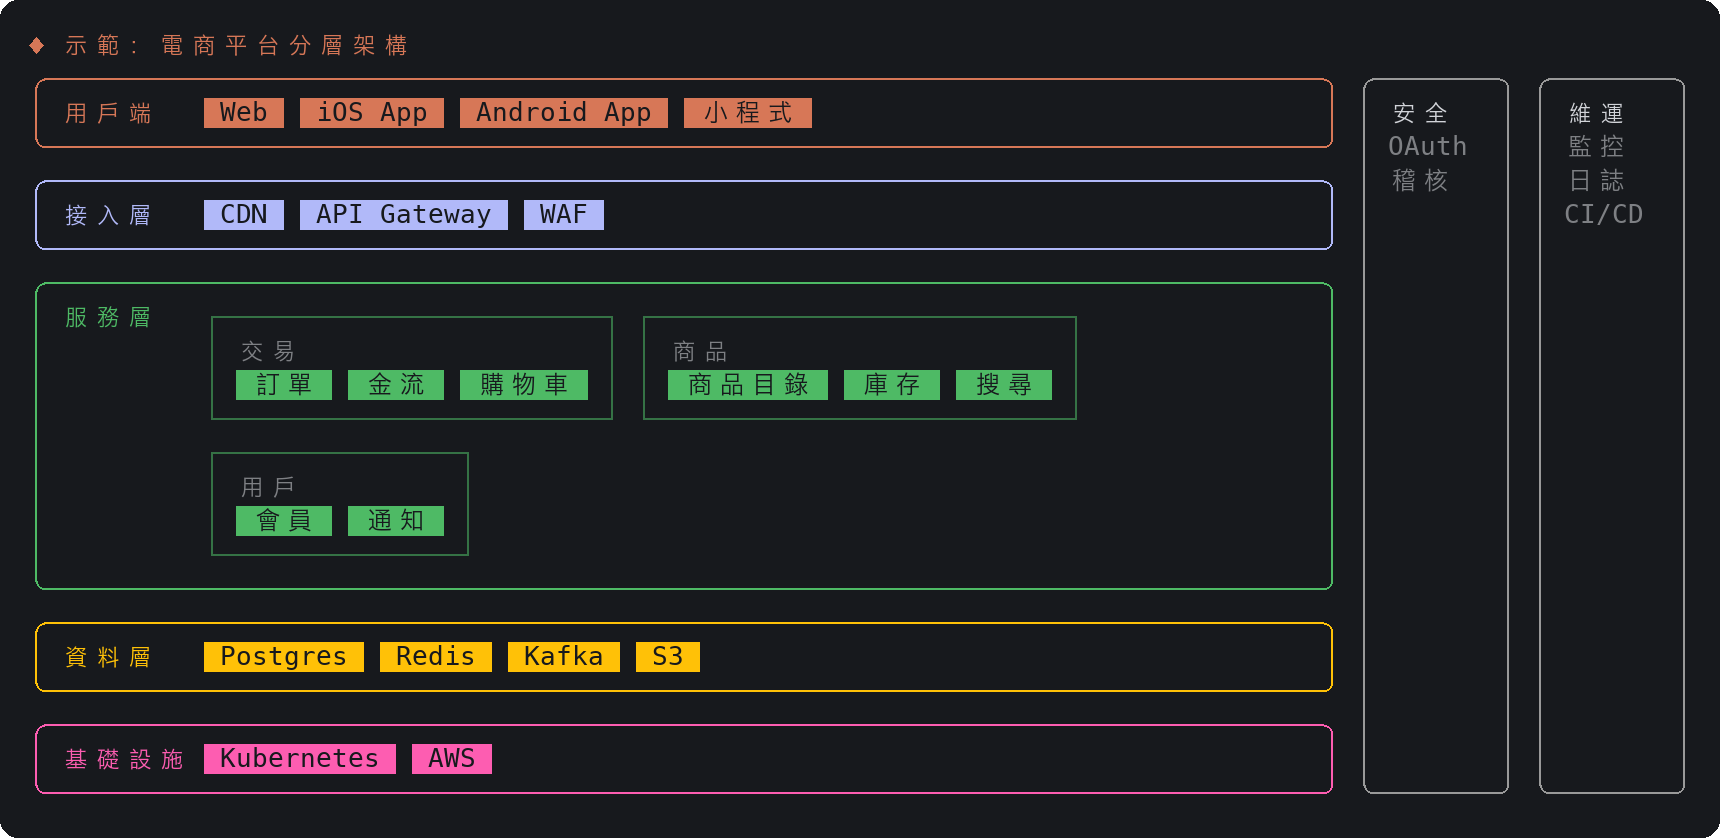 ◆ 示範: 電商平台分層架構
用戶端 Web iOS App Android App 小程式
接入層 CDN API Gateway WAF
服務層
交易
訂單 金流 購物車
商品
商品目錄 庫存 搜尋
用戶
會員 通知
資料層 Postgres Redis Kafka S3
基礎設施 Kubernetes AWS
安全
OAuth
稽核
維運
監控
日誌
CI/CD